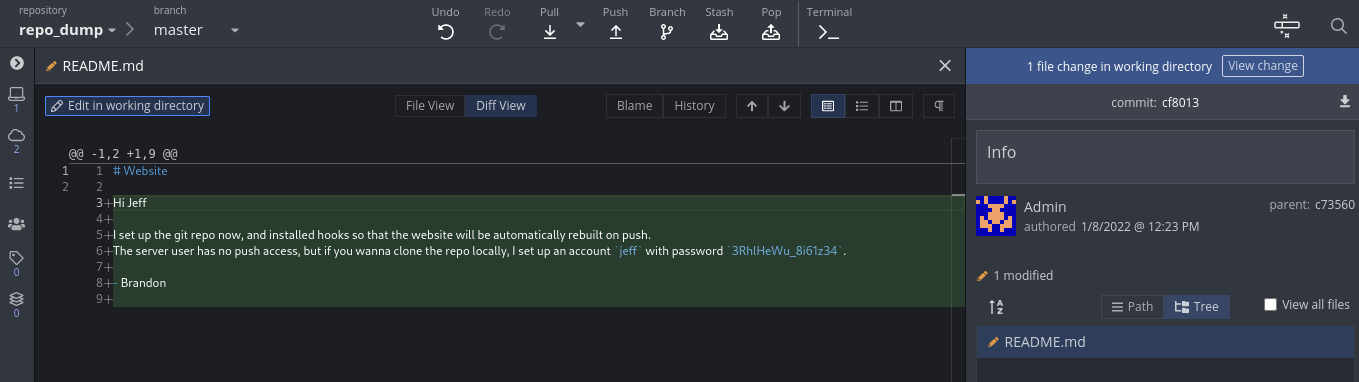 repository
repo_dump
branch
master
Undo
Redo
Pull
Push
Branch
Stash
Pop
Terminal
README.md
1 file change in working directory
View change
1
2
0
0
Edit in working directory
File View
Diff View
Blame
History
¶
commit: cf8013
@@ -1,2 +1,9 @@
1 1 # Website
2 2
3+Hi Jeff
4+
5+I set up the git repo now, and installed hooks so that the website will be automatically rebuilt on push.
6+The server user has no push access, but if you wanna clone the repo locally, I set up an account `jeff` with password `3RhlHeWu_8i61z34`.
7+
8+- Brandon
9+
Info
Admin
authored 1/8/2022 @ 12:23 PM
parent: c73560
1 modified
A Z
Path
Tree
View all files
README.md